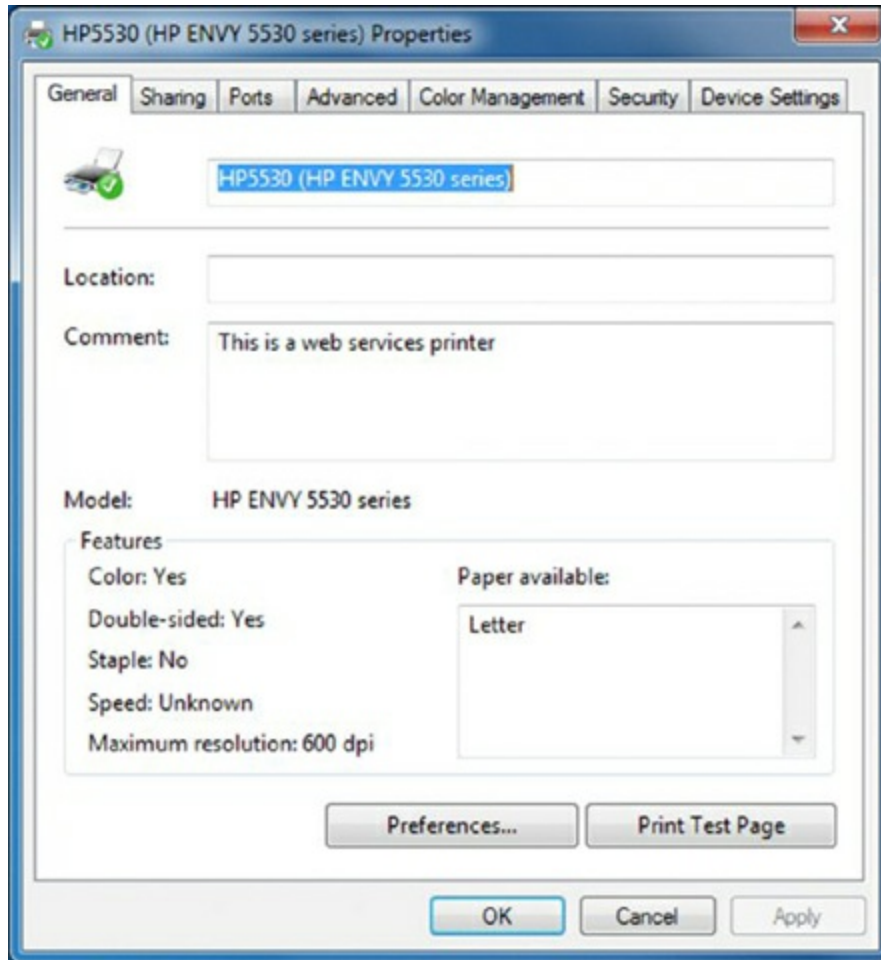 HP5530 (HP ENVY 5530 series) Properties
General Sharing Ports Advanced Color Management Security Device Settings
HP5530 (HP ENVY 5530 series)
Location:
Comment: This is a web services printer
Model: HP ENVY 5530 series
Features
Color: Yes Paper available:
Double-sided: Yes Letter
Staple: No
Speed: Unknown
Maximum resolution: 600 dpi
Preferences... Print Test Page
OK Cancel Apply